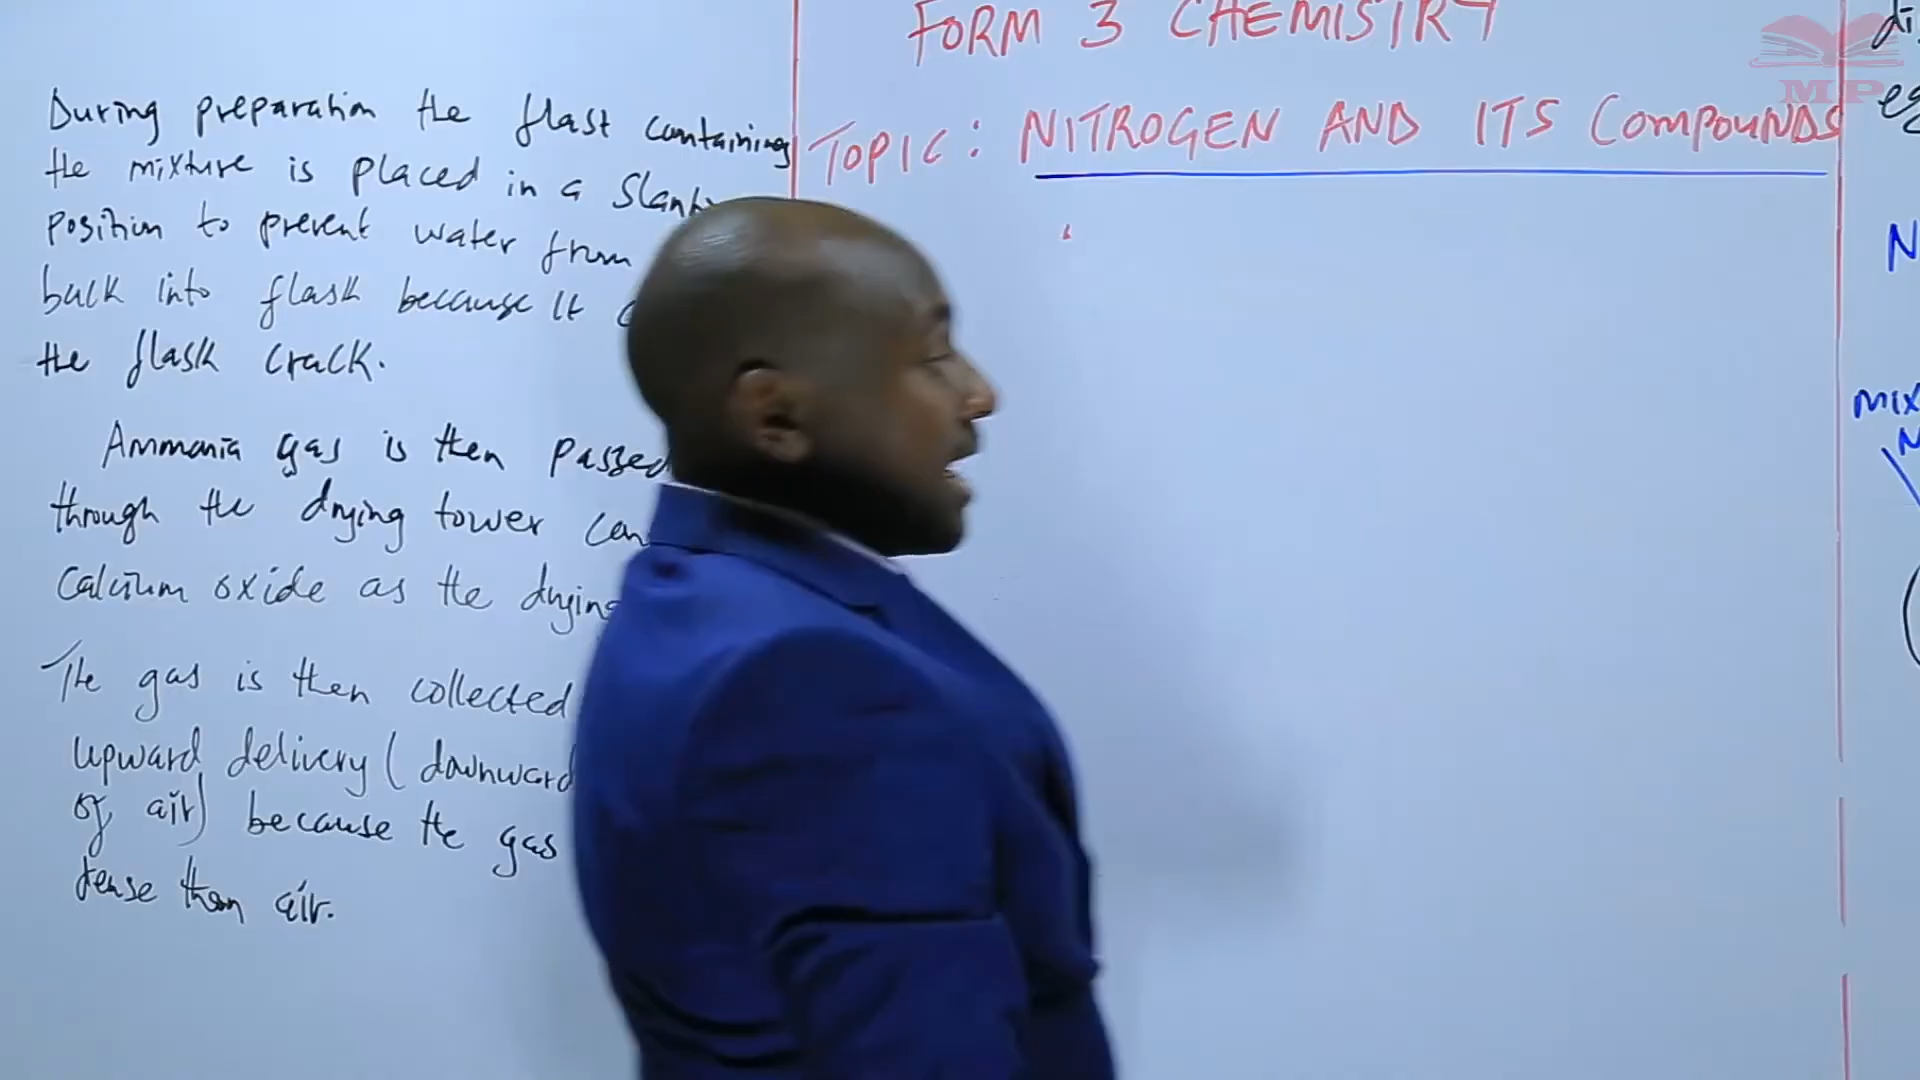 During preparation the flast containing
the mixture is placed in a
position to prevent water from
back into flask because it
the flask crack.
Ammonia gas is then passed
through the drying tower
calcium oxide as the drying
The gas is then collected
upward delivery (downward
of air) because the gas
dense than air.
FORM 3 CHEMISTRY
TOPIC: NITROGEN AND ITS COMPOUNDS
M P